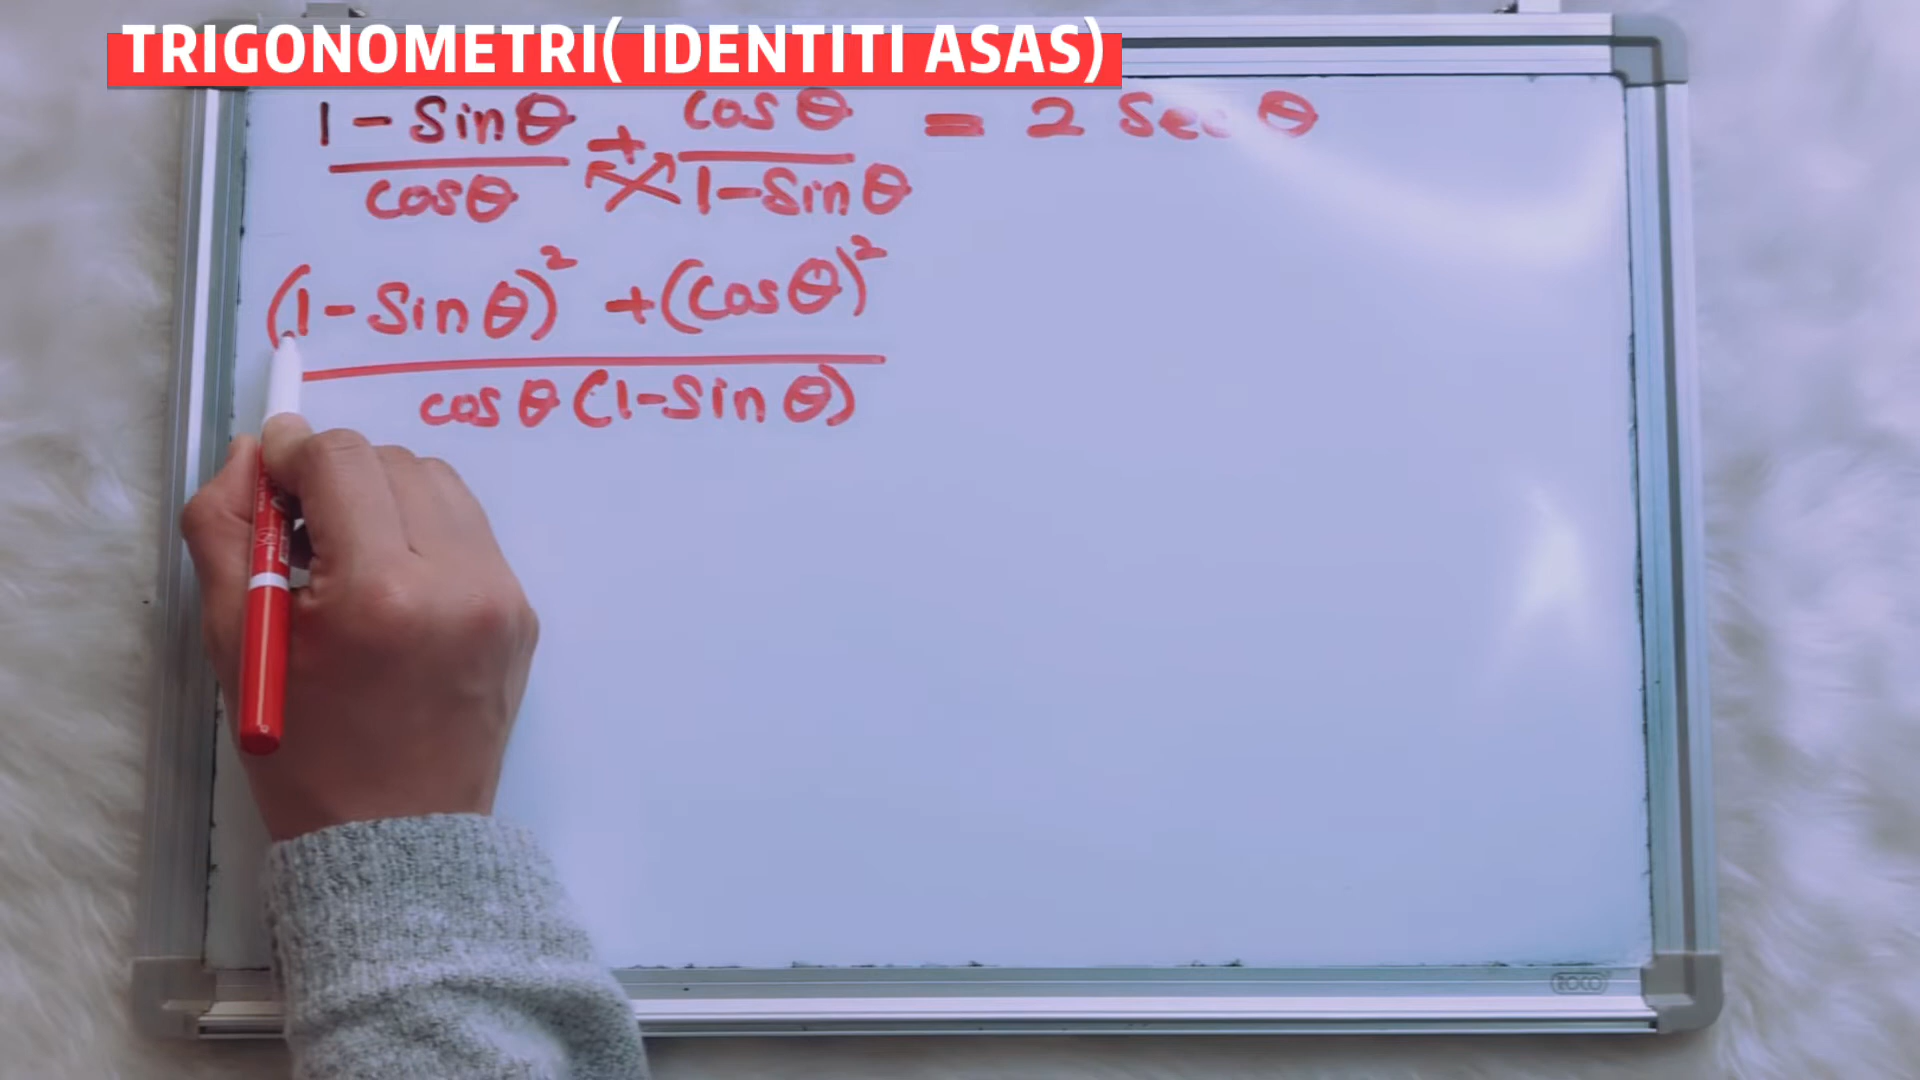 TRIGONOMETRI( IDENTITI ASAS)
1 - Sin θ / cos θ + cos θ / 1 - Sin θ = 2 Sec θ
(1 - Sin θ)² + (cos θ)² / cos θ (1 - Sin θ)
ROCO